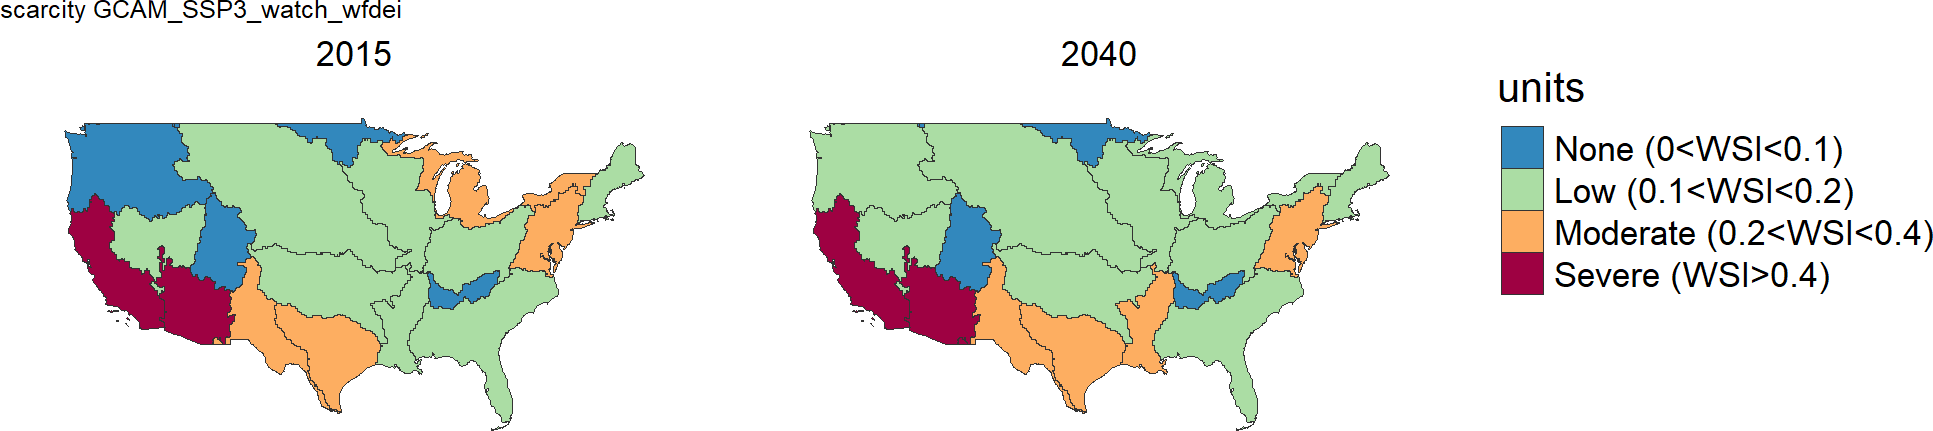 scarcity GCAM_SSP3_watch_wfdei
2015
2040
units
None (0<WSI<0.1)
Low (0.1<WSI<0.2)
Moderate (0.2<WSI<0.4)
Severe (WSI>0.4)